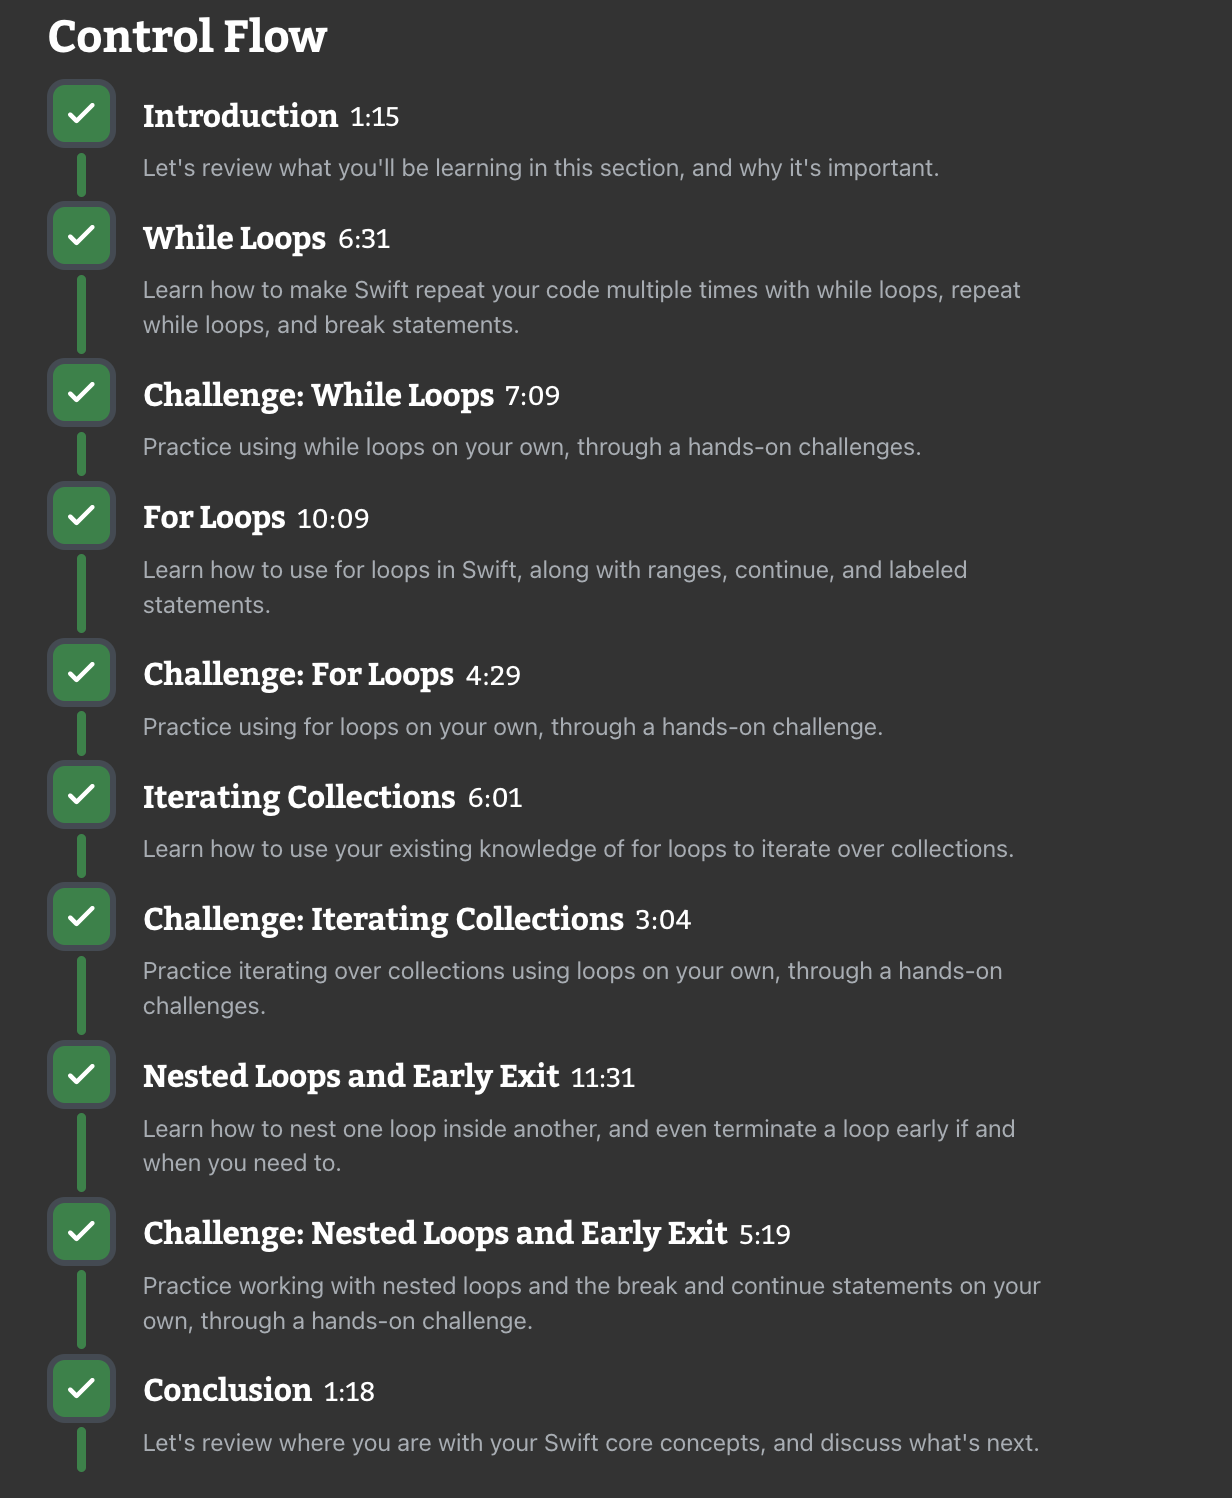 Control Flow
Introduction 1:15
Let's review what you'll be learning in this section, and why it's important.
While Loops 6:31
Learn how to make Swift repeat your code multiple times with while loops, repeat
while loops, and break statements.
Challenge: While Loops 7:09
Practice using while loops on your own, through a hands-on challenges.
For Loops 10:09
Learn how to use for loops in Swift, along with ranges, continue, and labeled
statements.
Challenge: For Loops 4:29
Practice using for loops on your own, through a hands-on challenge.
Iterating Collections 6:01
Learn how to use your existing knowledge of for loops to iterate over collections.
Challenge: Iterating Collections 3:04
Practice iterating over collections using loops on your own, through a hands-on
challenges.
Nested Loops and Early Exit 11:31
Learn how to nest one loop inside another, and even terminate a loop early if and
when you need to.
Challenge: Nested Loops and Early Exit 5:19
Practice working with nested loops and the break and continue statements on your
own, through a hands-on challenge.
Conclusion 1:18
Let's review where you are with your Swift core concepts, and discuss what's next.